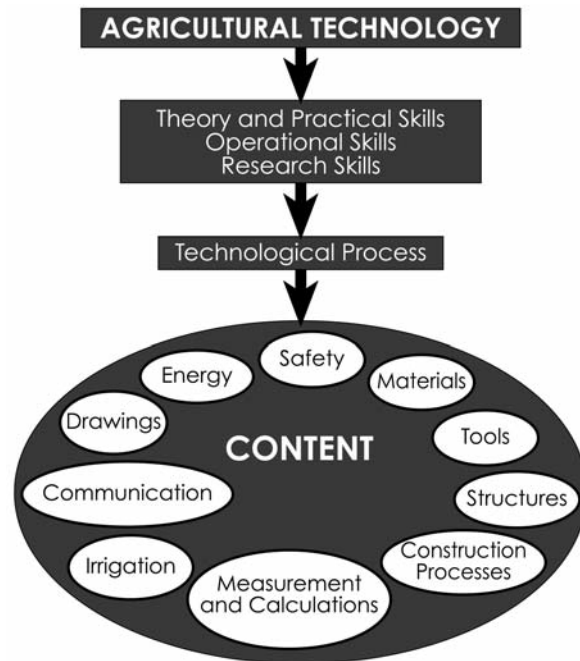 AGRICULTURAL TECHNOLOGY
Theory and Practical Skills
Operational Skills
Research Skills
Technological Process
Safety
Energy
Materials
Drawings
Tools
CONTENT
Communication
Structures
Irrigation
Construction
Processes
Measurement
and Calculations